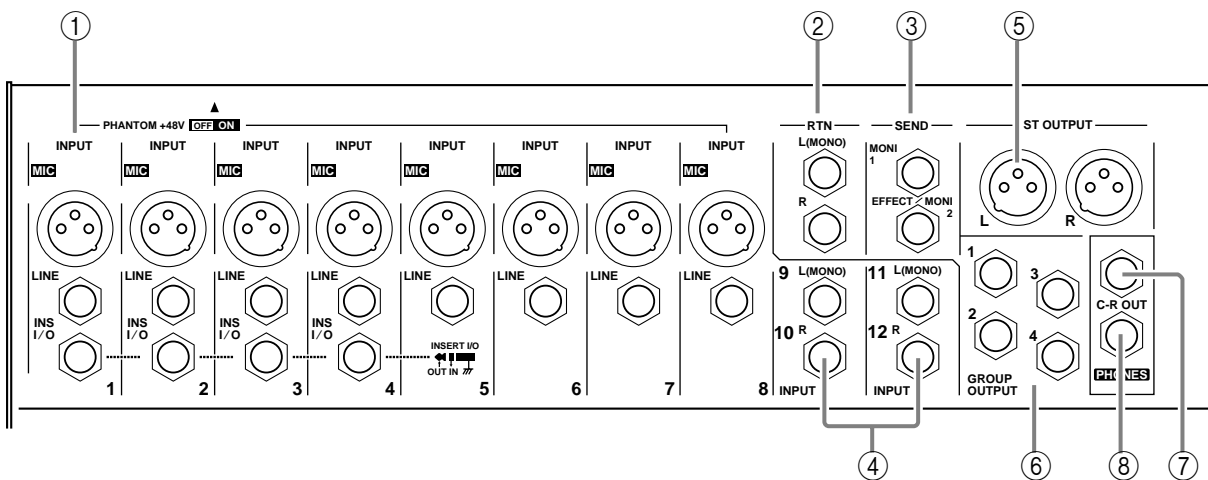 ① ② ③ ⑤
PHANTOM +48V OFF ON
RTN SEND ST OUTPUT
INPUT INPUT INPUT INPUT INPUT INPUT INPUT INPUT
L(MONO) MONI 1
MIC MIC MIC MIC MIC MIC MIC MIC
R EFFECT/MONI 2
L R
LINE LINE LINE LINE LINE LINE LINE LINE
9 L(MONO) 11 L(MONO) 1 3
C-R OUT ⑦
INS I/O INS I/O INS I/O INS I/O
10 R 12 R 2 4
INSERT I/O
OUT IN
PHONES
1 2 3 4 5 6 7 8
INPUT INPUT GROUP OUTPUT
④ ⑥ ⑧